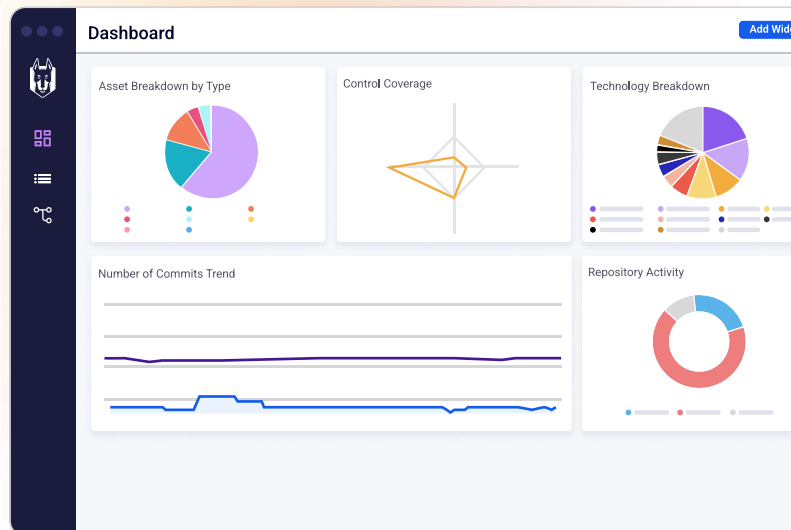 Dashboard
Add Wid
Asset Breakdown by Type
Control Coverage
Technology Breakdown
Number of Commits Trend
Repository Activity